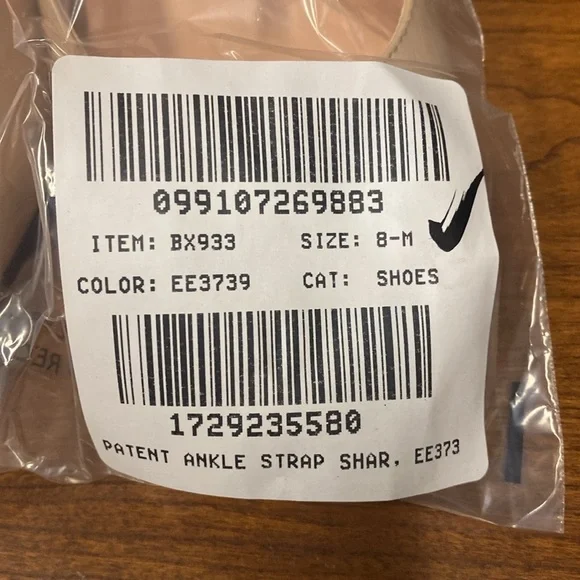 099107269883
ITEM: BX933 SIZE: 8-M
COLOR: EE3739 CAT: SHOES
1729235580
PATENT ANKLE STRAP SHAR, EE373